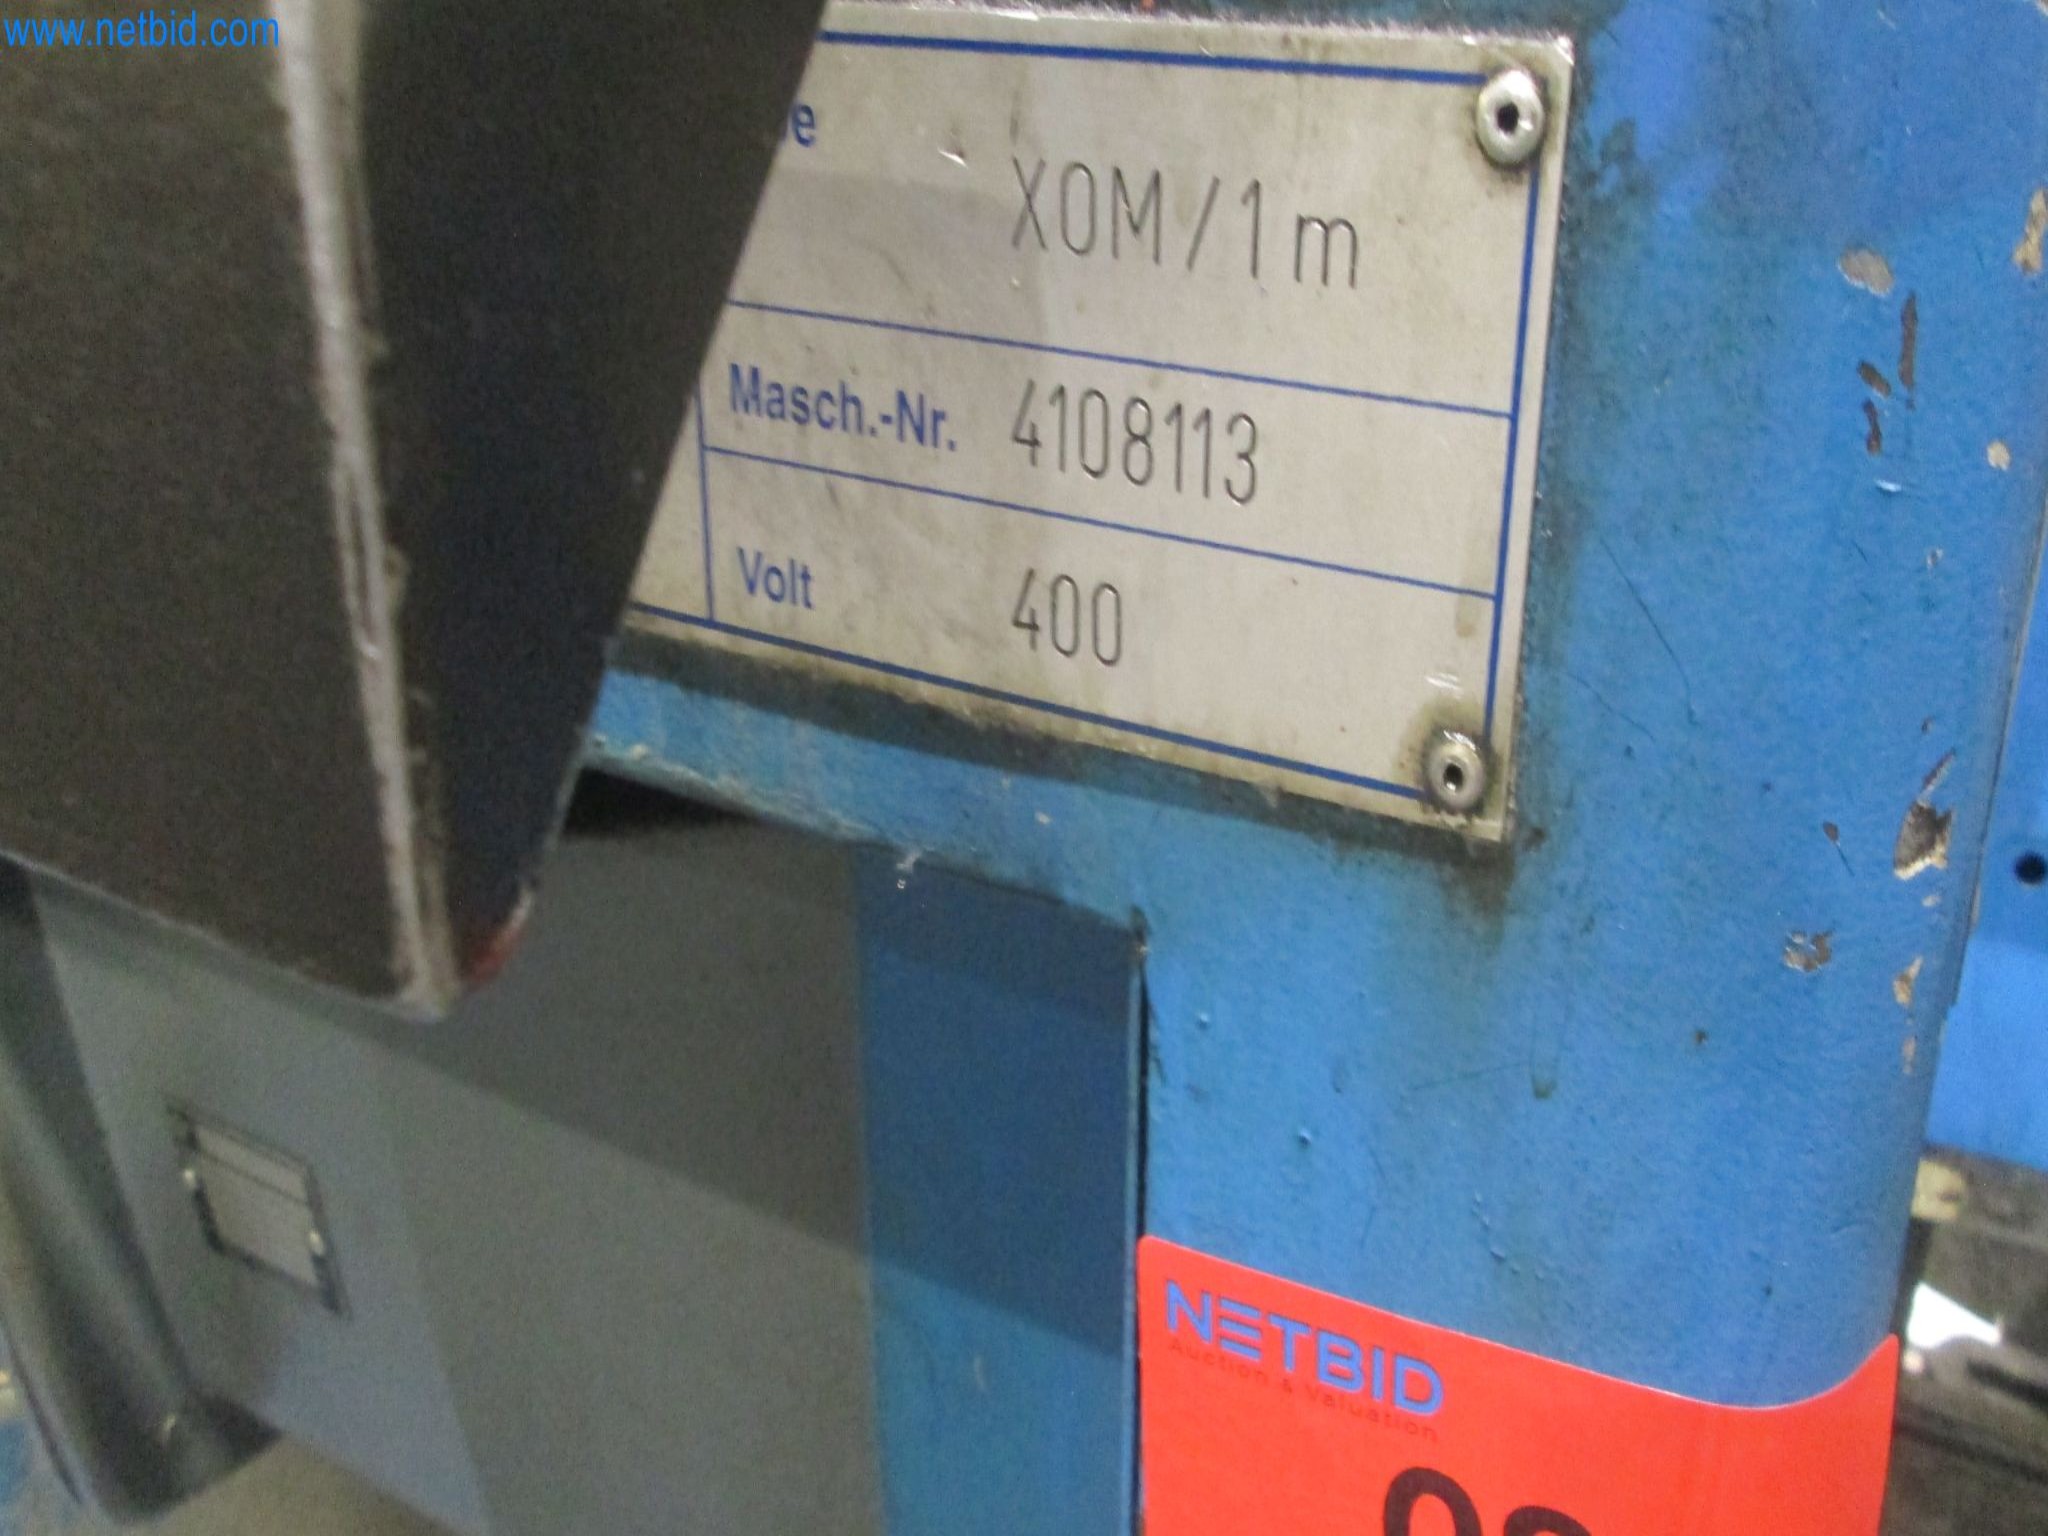 www.netbid.com
XOM/1m
Masch.-Nr. 4108113
Volt 400
NETBID
Auction & Valuation